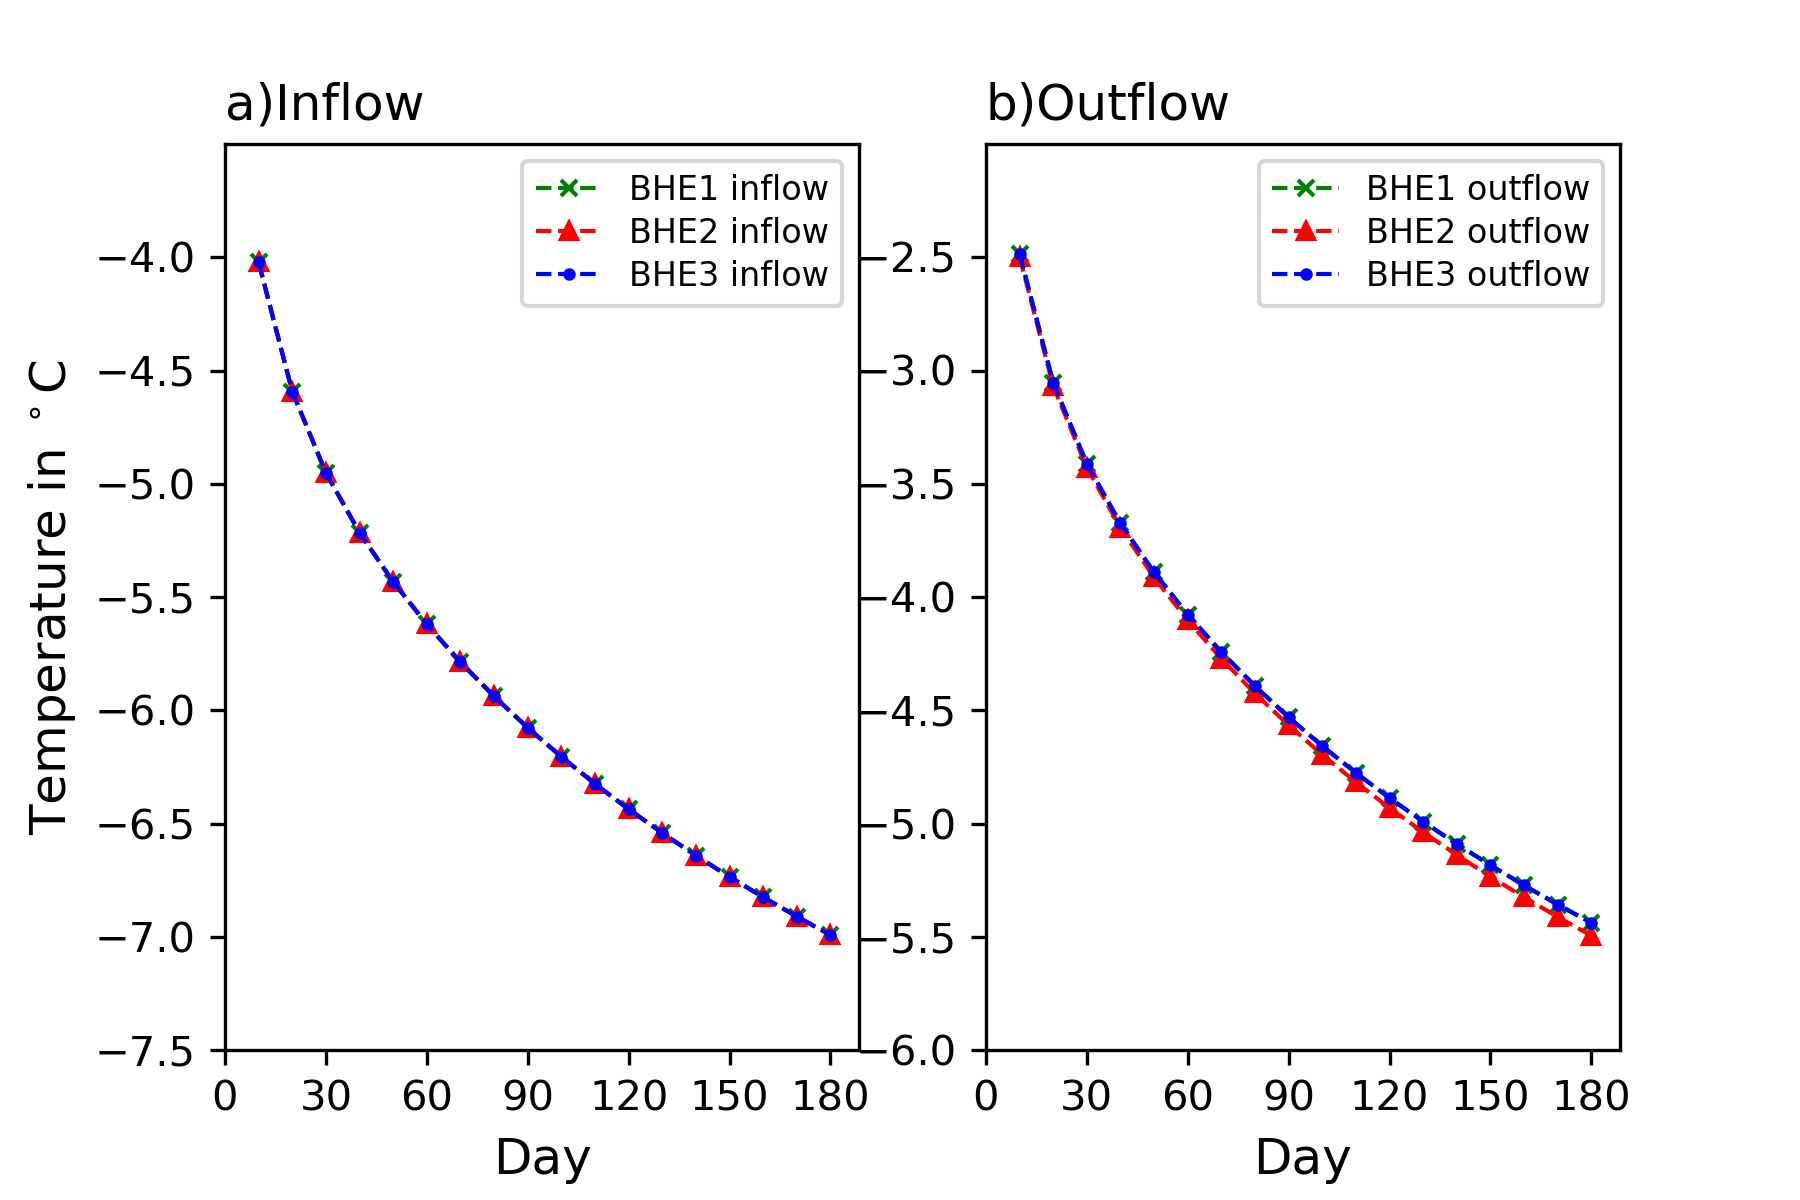 a)Inflow
b)Outflow
BHE1 inflow
BHE2 inflow
BHE3 inflow
BHE1 outflow
BHE2 outflow
BHE3 outflow
Temperature in °C
−4.0
−4.5
−5.0
−5.5
−6.0
−6.5
−7.0
−7.5
0 30 60 90 120 150 180
Day
−2.5
−3.0
−3.5
−4.0
−4.5
−5.0
−5.5
−6.0
0 30 60 90 120 150 180
Day